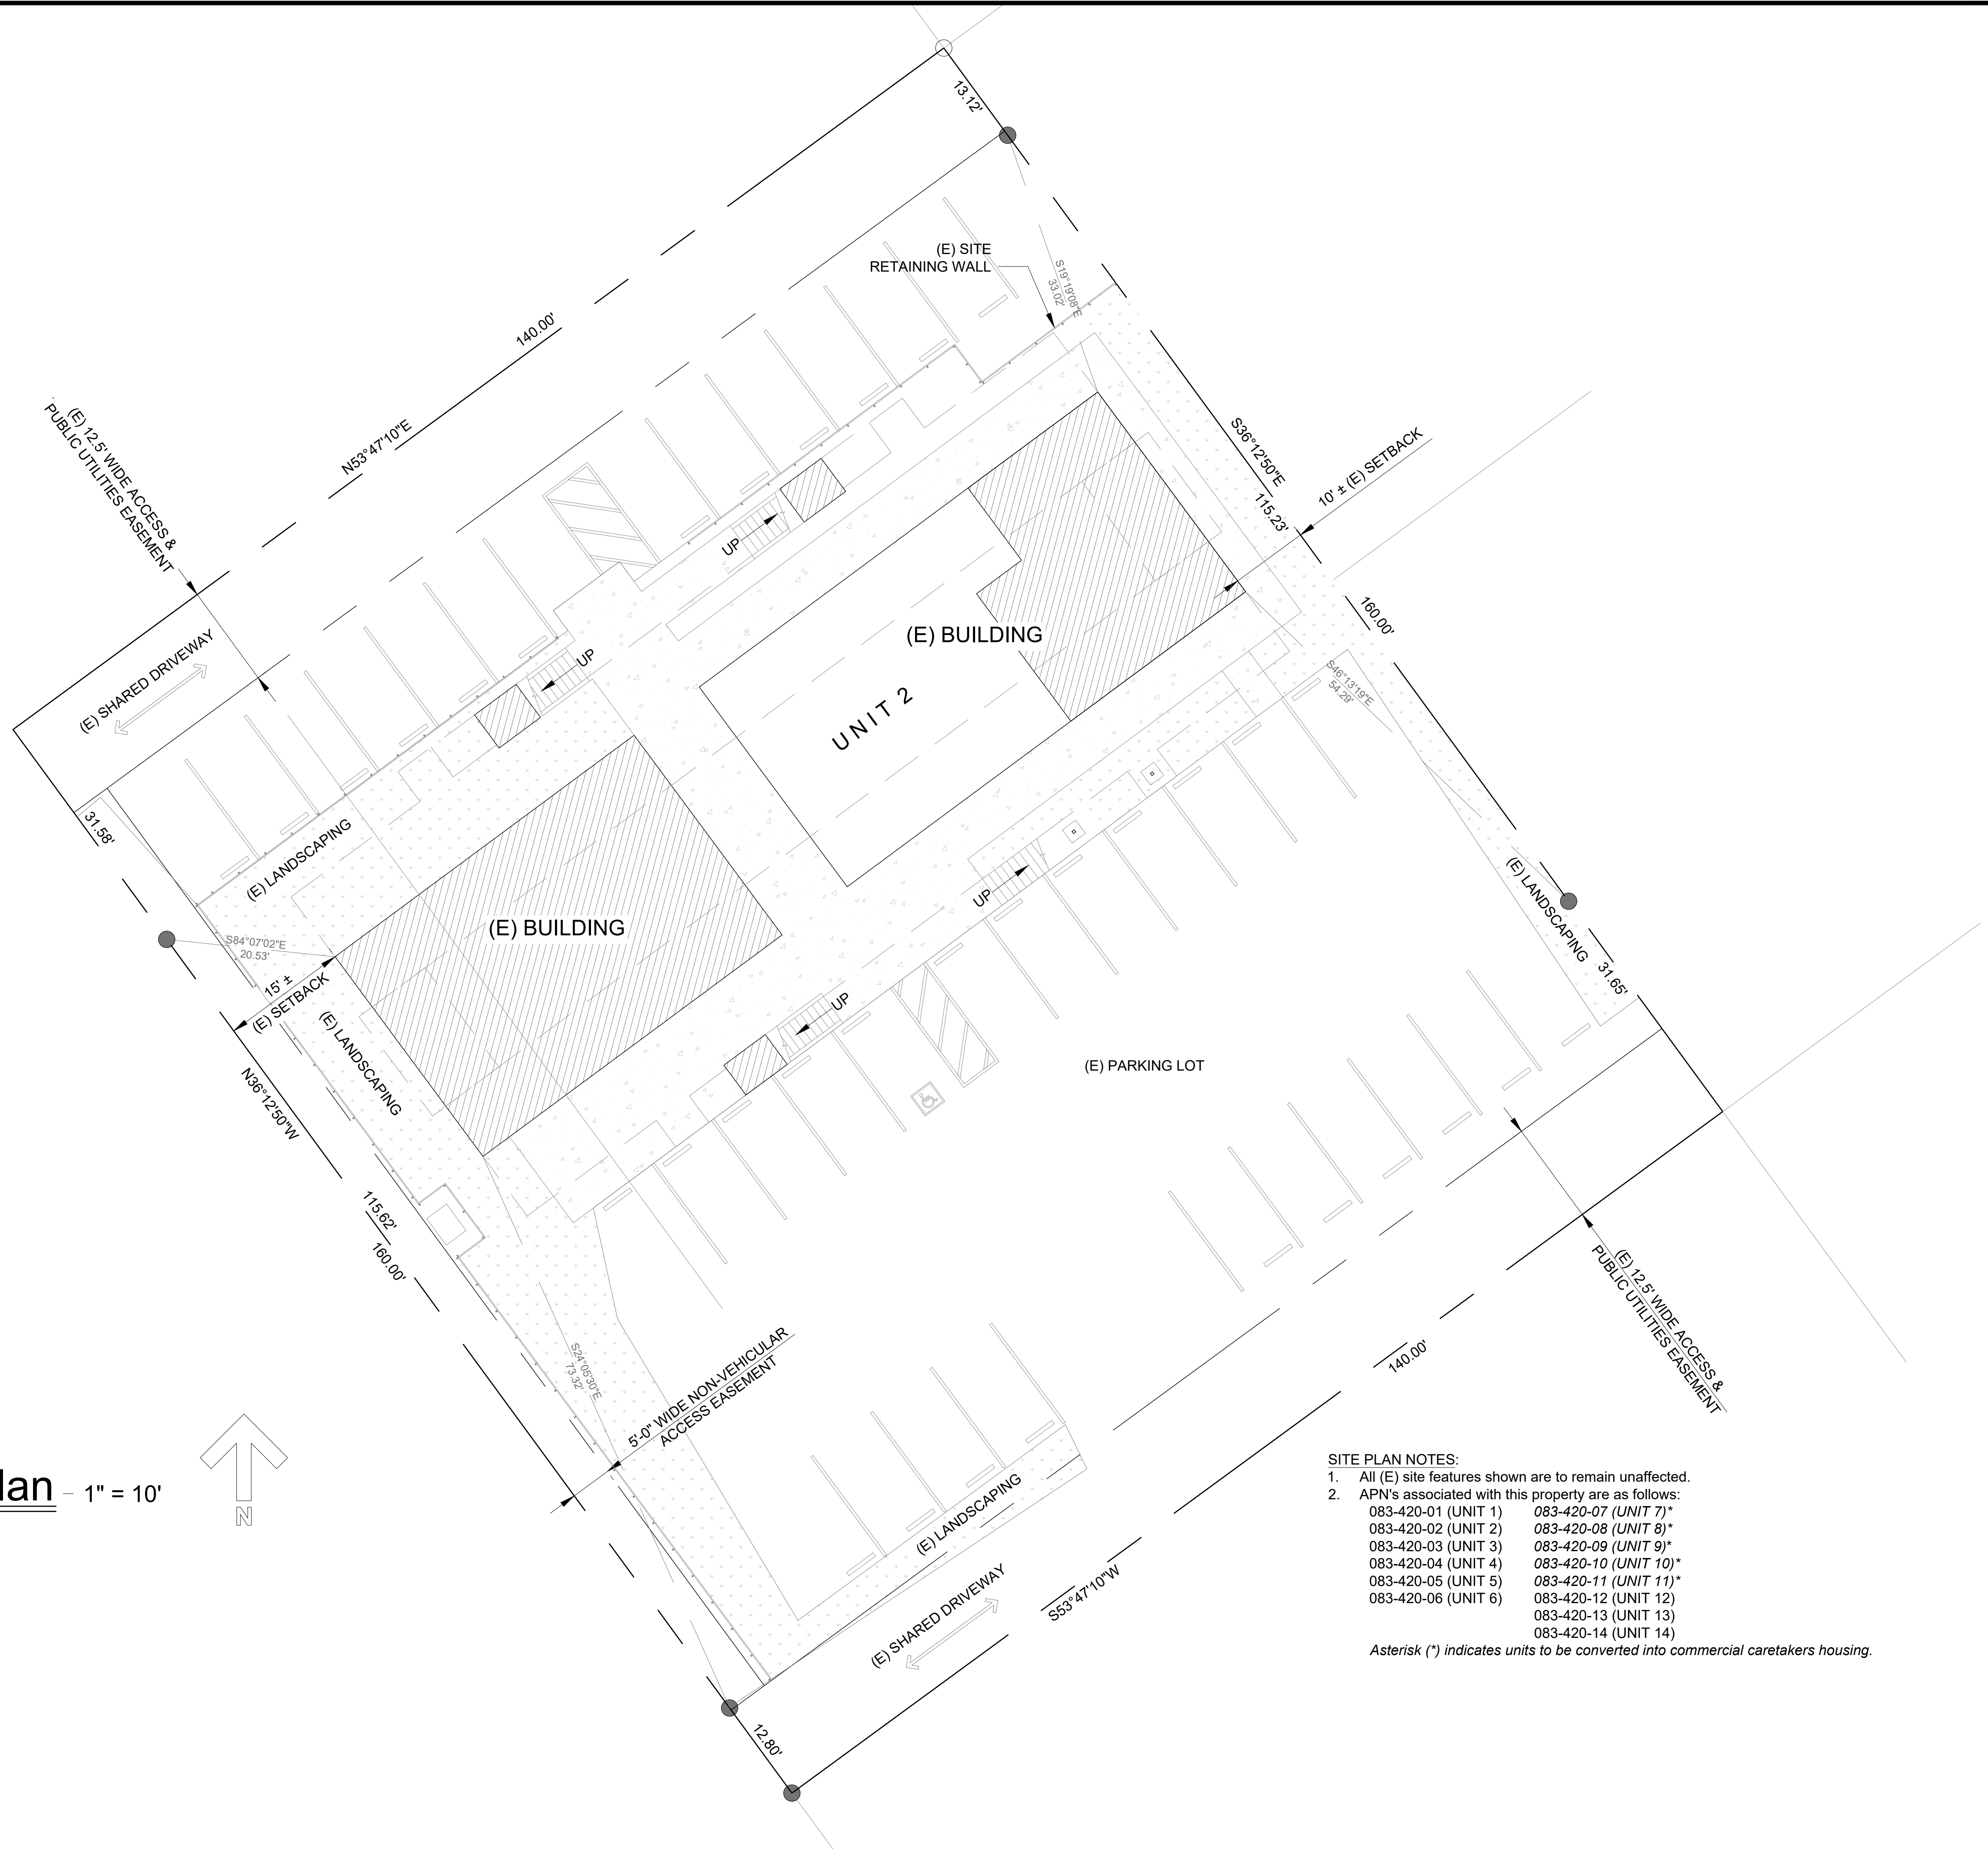 13.12'
(E) SITE
RETAINING WALL
S19°19'08"E
33.02'
140.00'
N53°47'10"E
(E) 12.5' WIDE ACCESS &
PUBLIC UTILITIES EASEMENT
S36°12'50"E
115.23'
10' ± (E) SETBACK
160.00'
UP
(E) BUILDING
UNIT 2
(E) SHARED DRIVEWAY
UP
S46°13'19"E
54.29'
31.58'
(E) LANDSCAPING
(E) BUILDING
UP
(E) LANDSCAPING
31.65'
S84°07'02"E
20.53'
15' ±
(E) SETBACK
(E) LANDSCAPING
UP
(E) PARKING LOT
N36°12'50"W
115.62'
160.00'
(E) 12.5' WIDE ACCESS &
PUBLIC UTILITIES EASEMENT
S24°05'30"E
73.32'
5'-0" WIDE NON-VEHICULAR
ACCESS EASEMENT
140.00'
lan - 1" = 10'
N
(E) LANDSCAPING
(E) SHARED DRIVEWAY
S53°47'10"W
12.80'
SITE PLAN NOTES:
1. All (E) site features shown are to remain unaffected.
2. APN's associated with this property are as follows:
083-420-01 (UNIT 1) 083-420-07 (UNIT 7)*
083-420-02 (UNIT 2) 083-420-08 (UNIT 8)*
083-420-03 (UNIT 3) 083-420-09 (UNIT 9)*
083-420-04 (UNIT 4) 083-420-10 (UNIT 10)*
083-420-05 (UNIT 5) 083-420-11 (UNIT 11)*
083-420-06 (UNIT 6) 083-420-12 (UNIT 12)
083-420-13 (UNIT 13)
083-420-14 (UNIT 14)
Asterisk (*) indicates units to be converted into commercial caretakers housing.